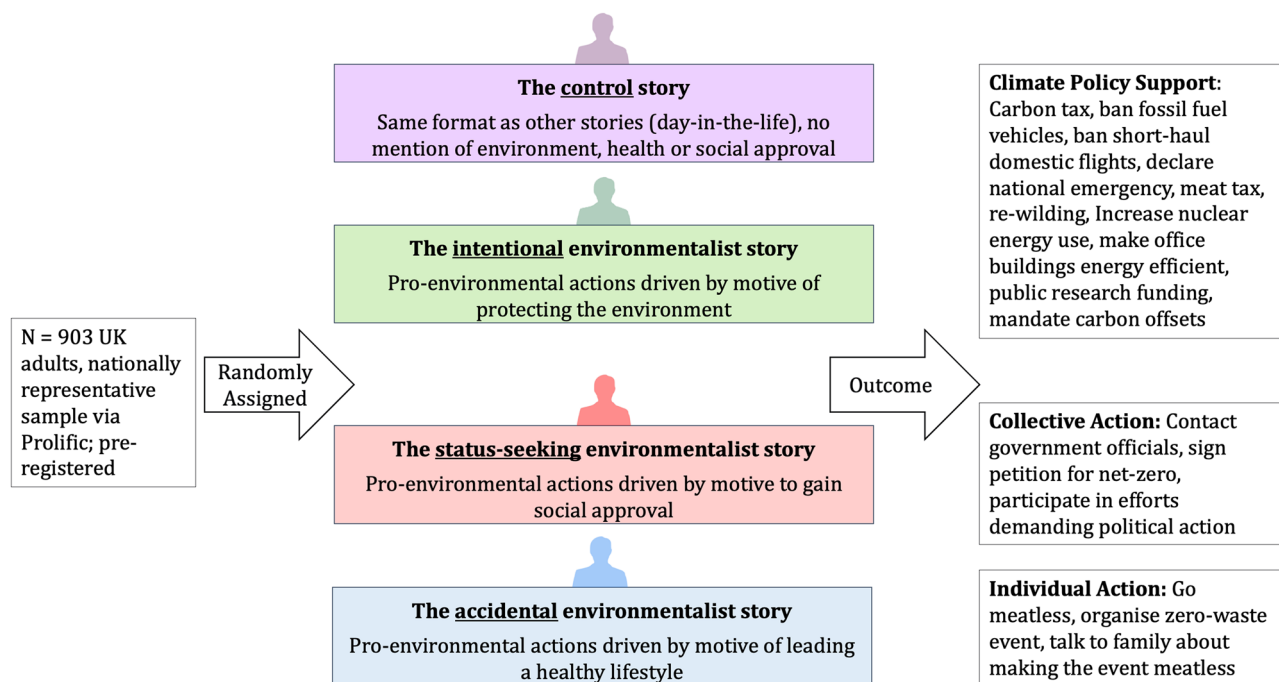 N = 903 UK
adults, nationally
representative
sample via
Prolific; pre-
registered
Randomly
Assigned
The control story
Same format as other stories (day-in-the-life), no
mention of environment, health or social approval
The intentional environmentalist story
Pro-environmental actions driven by motive of
protecting the environment
The status-seeking environmentalist story
Pro-environmental actions driven by motive to gain
social approval
The accidental environmentalist story
Pro-environmental actions driven by motive of leading
a healthy lifestyle
Outcome
Climate Policy Support:
Carbon tax, ban fossil fuel
vehicles, ban short-haul
domestic flights, declare
national emergency, meat tax,
re-wilding, Increase nuclear
energy use, make office
buildings energy efficient,
public research funding,
mandate carbon offsets
Collective Action: Contact
government officials, sign
petition for net-zero,
participate in efforts
demanding political action
Individual Action: Go
meatless, organise zero-waste
event, talk to family about
making the event meatless